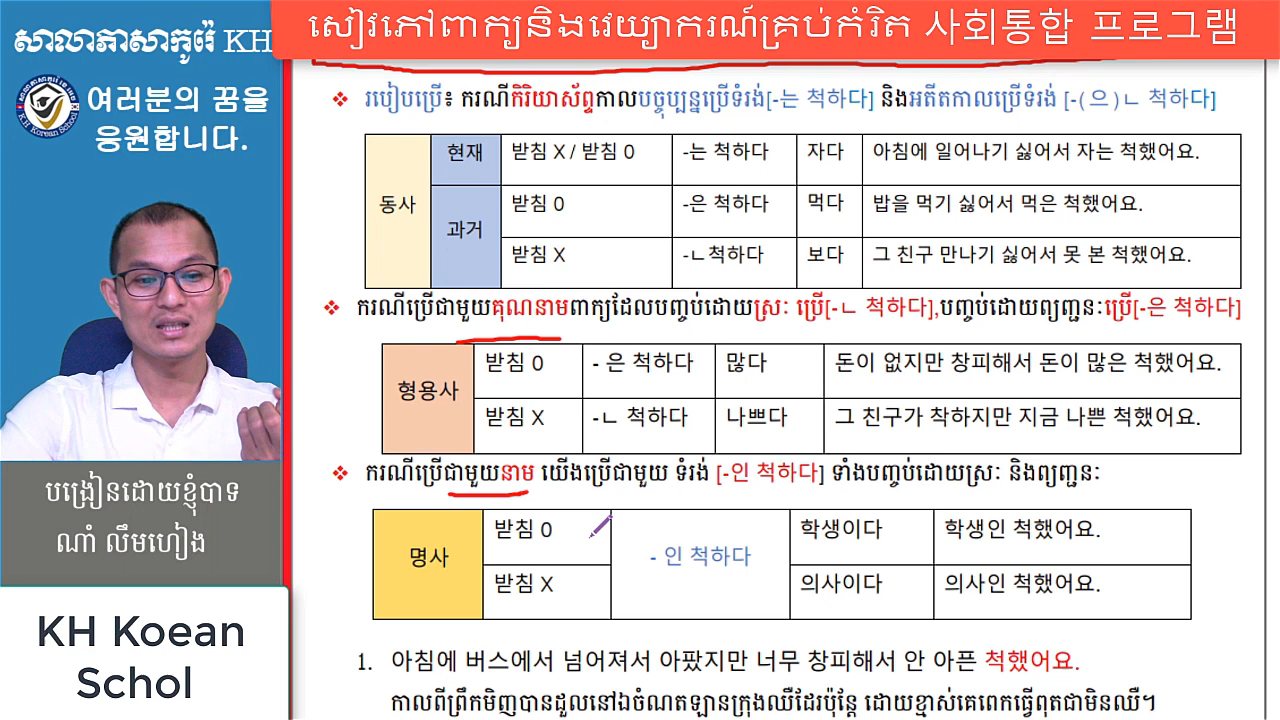 សាលាភាសាកូរ៉េ KH
សៀវភៅពាក្យនិងវេយ្យាករណ៍គ្រប់កំរិត 사회통합 프로그램
여러분의 꿈을
응원합니다.
KH Korean School
❖ របៀបប្រើ៖ ករណីកិរិយាស័ព្ទកាលបច្ចុប្បន្នប្រើទំរង់[-는 척하다] និងអតីតកាលប្រើទំរង់ [-(으)ㄴ 척하다]
동사 현재 받침 X / 받침 0 -는 척하다 자다 아침에 일어나기 싫어서 자는 척했어요.
과거 받침 0 -은 척하다 먹다 밥을 먹기 싫어서 먹은 척했어요.
받침 X -ㄴ척하다 보다 그 친구 만나기 싫어서 못 본 척했어요.
❖ ករណីប្រើជាមួយគុណនាមពាក្យដែលបញ្ចប់ដោយស្រៈ ប្រើ[-ㄴ 척하다],បញ្ចប់ដោយព្យញ្ជនៈប្រើ[-은 척하다]
형용사 받침 0 - 은 척하다 많다 돈이 없지만 창피해서 돈이 많은 척했어요.
받침 X -ㄴ 척하다 나쁘다 그 친구가 착하지만 지금 나쁜 척했어요.
❖ ករណីប្រើជាមួយនាម យើងប្រើជាមួយ ទំរង់ [-인 척하다] ទាំងបញ្ចប់ដោយស្រៈ និងព្យញ្ជនៈ
명사 받침 0 - 인 척하다 학생이다 학생인 척했어요.
받침 X 의사이다 의사인 척했어요.
1. 아침에 버스에서 넘어져서 아팠지만 너무 창피해서 안 아픈 척했어요.
កាលពីព្រឹកមិញបានដួលនៅឯចំណតឡានក្រុងឈឺដែរប៉ុន្តែ ដោយខ្មាស់គេពេកធ្វើពុតជាមិនឈឺ។
បង្រៀនដោយខ្ញុំបាទ
ណាំ លឹមហៀង
KH Koean
Schol